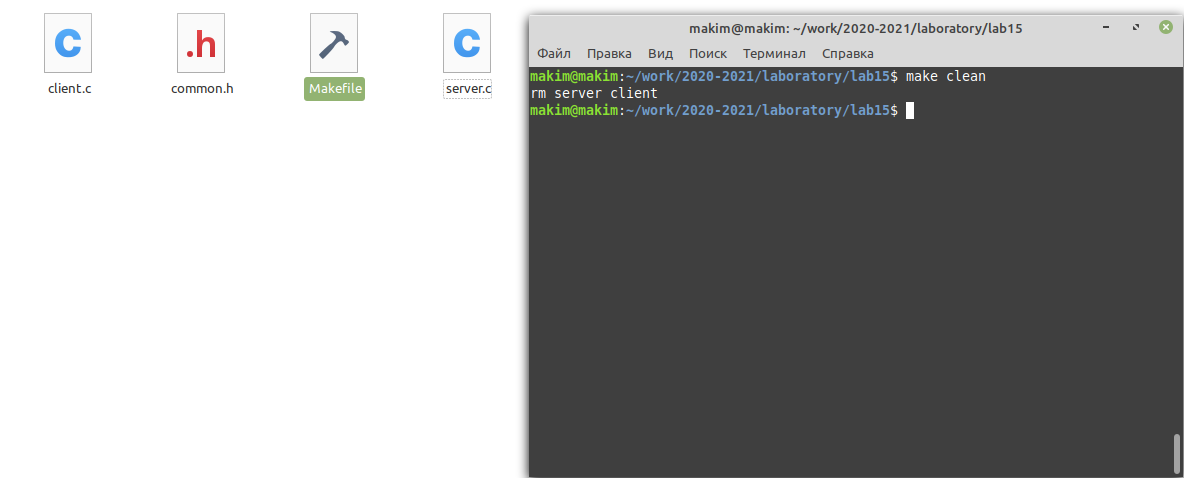 C
.h
C
client.c
common.h
Makefile
server.c
makim@makim: ~/work/2020-2021/laboratory/lab15
Файл Правка Вид Поиск Терминал Справка
makim@makim:~/work/2020-2021/laboratory/lab15$ make clean
rm server client
makim@makim:~/work/2020-2021/laboratory/lab15$